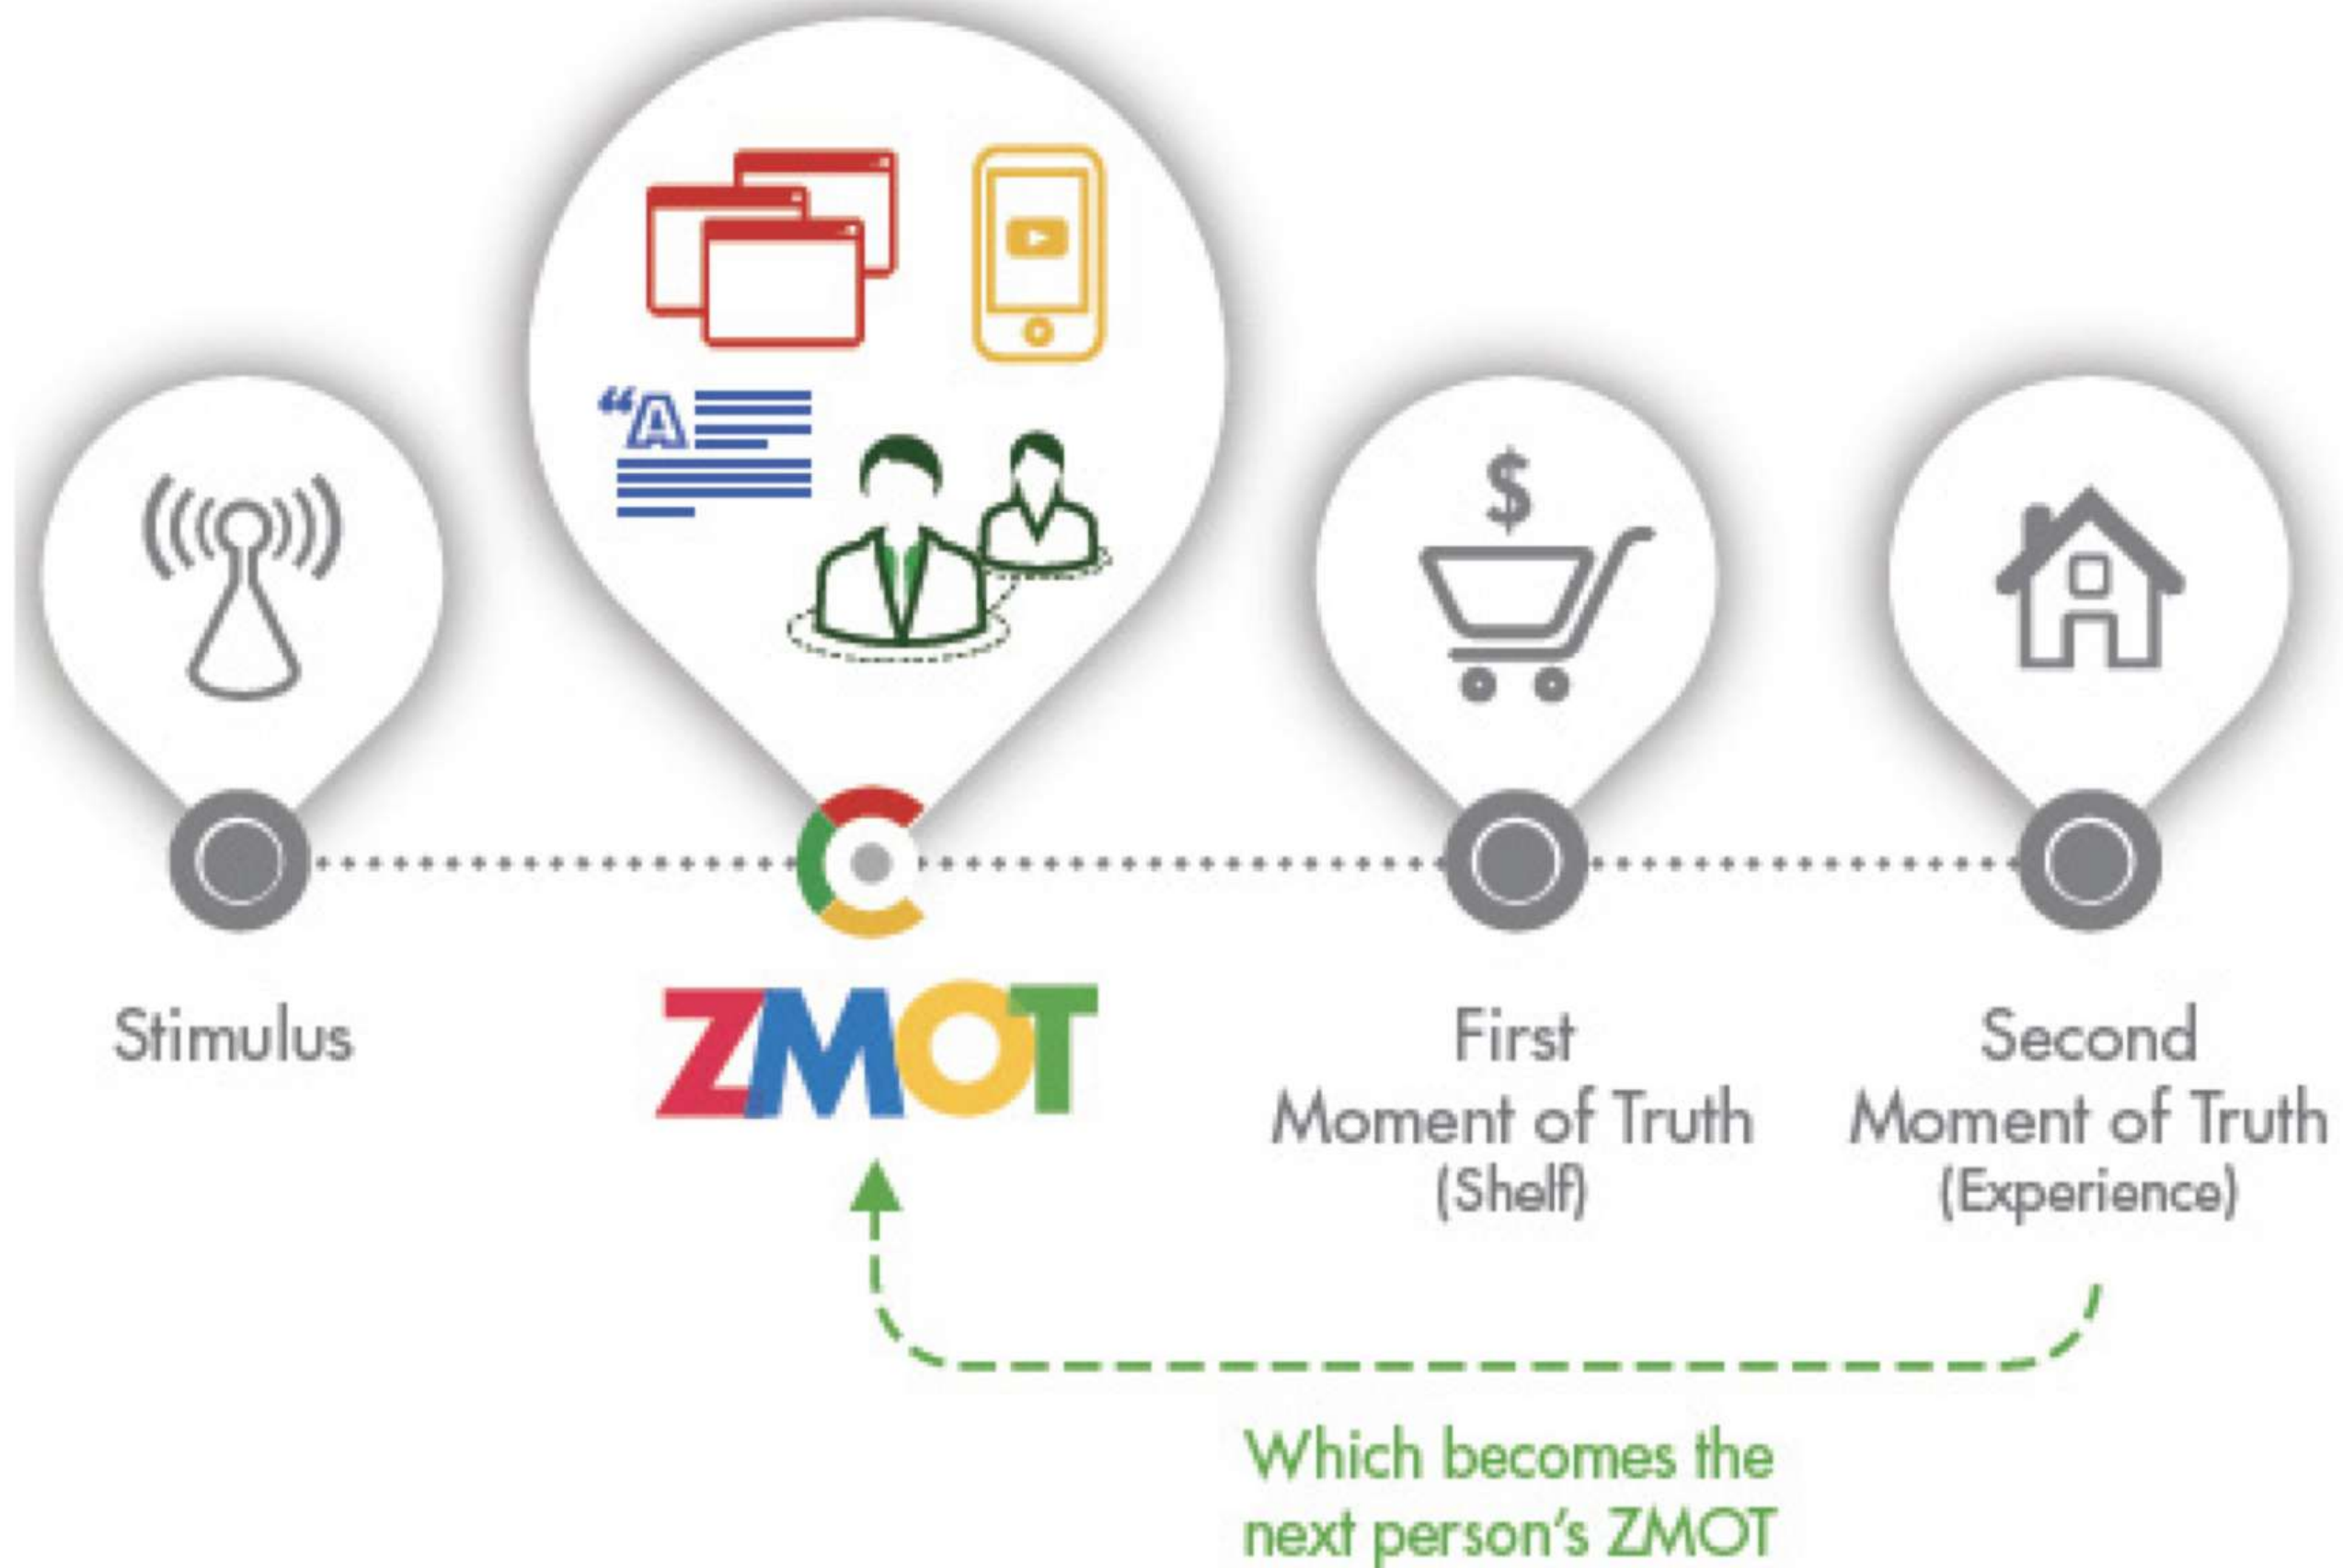 “A
$
Stimulus
ZMOT
First
Moment of Truth
(Shelf)
Second
Moment of Truth
(Experience)
Which becomes the
next person's ZMOT